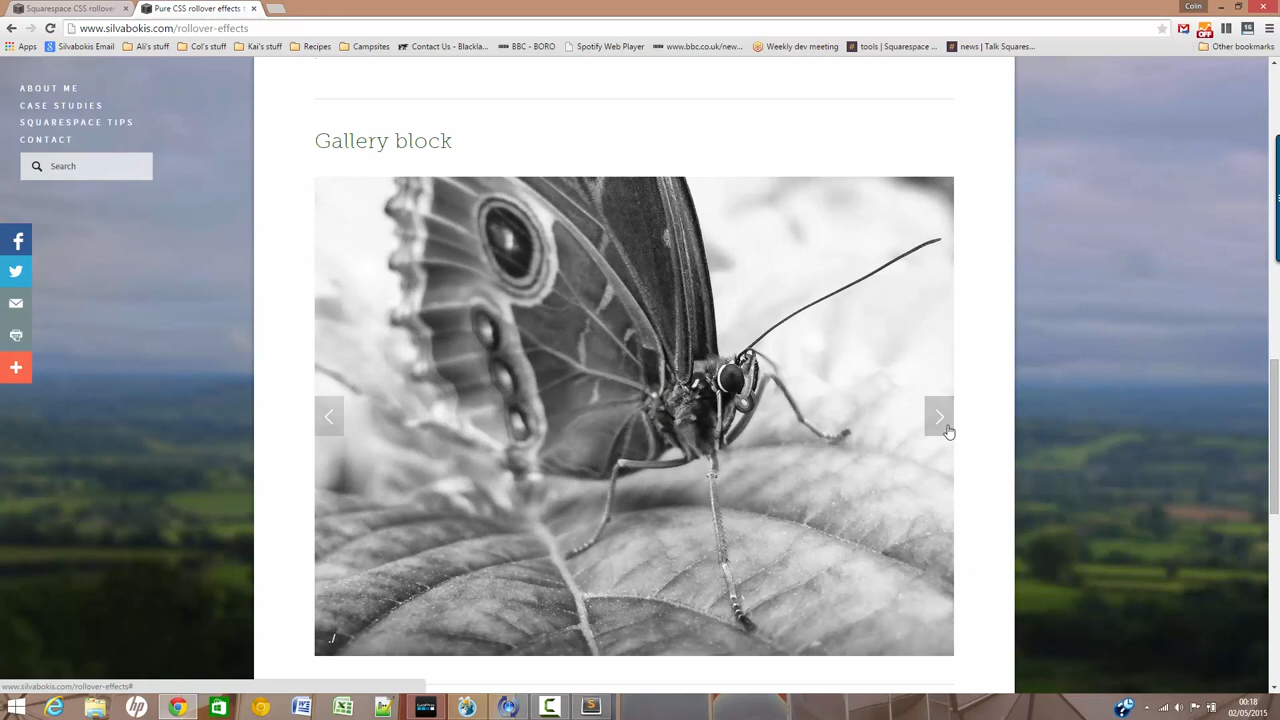 Squarespace CSS rollover
Pure CSS rollover effects t
Colin
www.silvabokis.com/rollover-effects
OFF
16
Apps
Silvabokis Email
Ali's stuff
Col's stuff
Kai's stuff
Recipes
Campsites
Contact Us - Blackla...
BBC - BORO
Spotify Web Player
www.bbc.co.uk/new...
Weekly dev meeting
tools | Squarespace ...
news | Talk Squares...
Other bookmarks
ABOUT ME
CASE STUDIES
SQUARESPACE TIPS
CONTACT
Search
Gallery block
./
www.silvabokis.com/rollover-effects#
00:18
02/05/2015